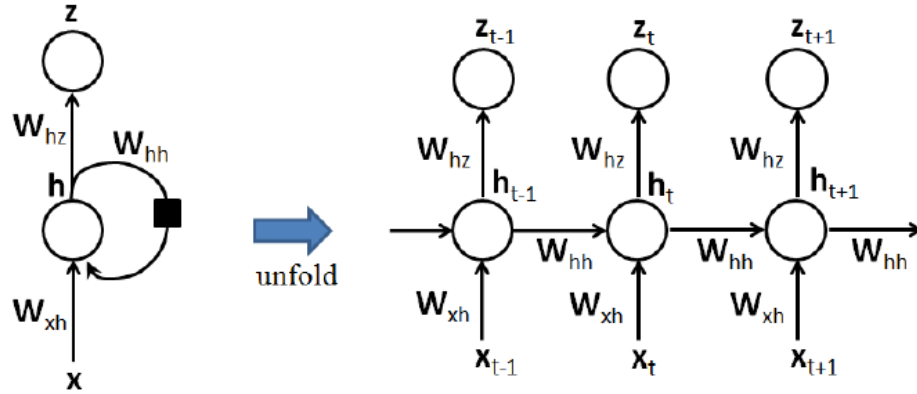 z
W_hz
W_hh
h
W_xh
x
unfold
z_t-1 z_t z_t+1
W_hz W_hz W_hz
h_t-1 h_t h_t+1
W_hh W_hh W_hh
W_xh W_xh W_xh
x_t-1 x_t x_t+1